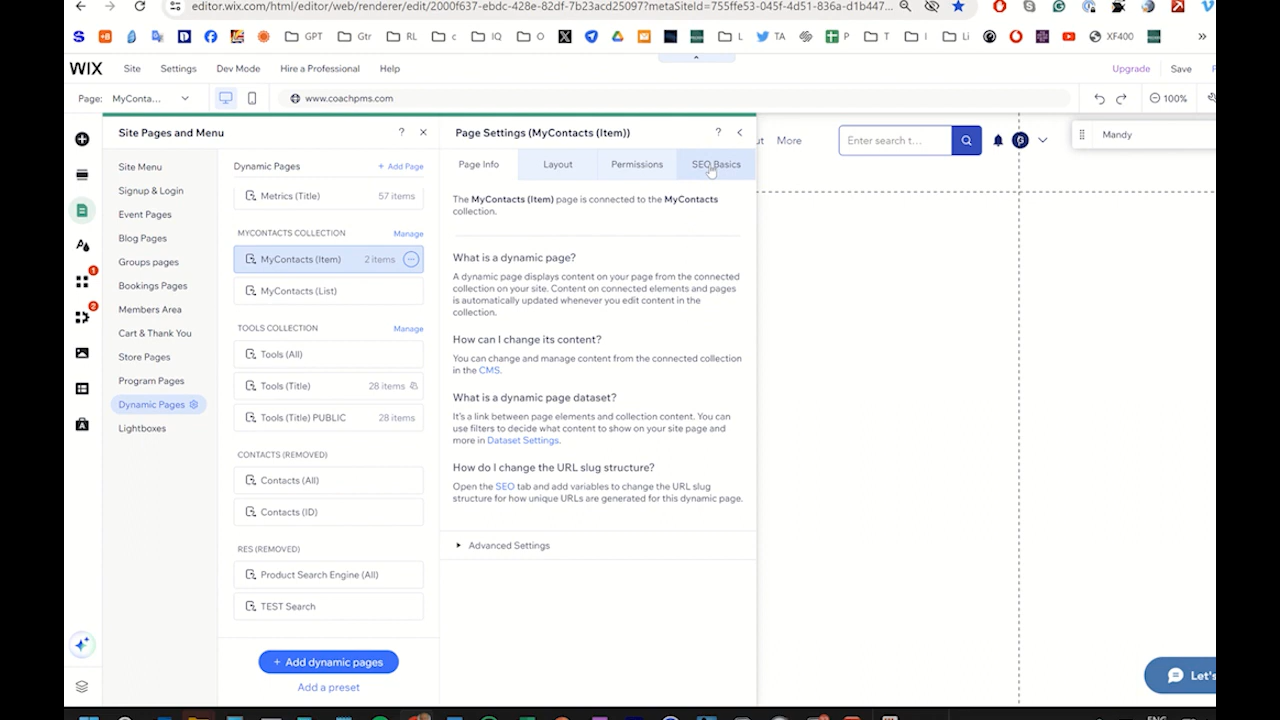 editor.wix.com/html/editor/web/renderer/edit/2000f637-ebdc-428e-82df-7b23acd25097?metaSiteId=755ffe53-045f-4d51-836a-d1b447...
GPT Gtr RL c IQ O L TA P T I Li XF400 »
WIX Site Settings Dev Mode Hire a Professional Help Upgrade Save
Page: MyConta... www.coachpms.com 100%
Site Pages and Menu ?
Site Menu
Signup & Login
Event Pages
Blog Pages
Groups pages
Bookings Pages
Members Area
Cart & Thank You
Store Pages
Program Pages
Dynamic Pages
Lightboxes
1
2
Dynamic Pages + Add Page
Metrics (Title) 57 items
MYCONTACTS COLLECTION Manage
MyContacts (Item) 2 items
MyContacts (List)
TOOLS COLLECTION Manage
Tools (All)
Tools (Title) 28 items
Tools (Title) PUBLIC 28 items
CONTACTS (REMOVED)
Contacts (All)
Contacts (ID)
RES (REMOVED)
Product Search Engine (All)
TEST Search
+ Add dynamic pages
Add a preset
Page Settings (MyContacts (Item)) ?
Page Info Layout Permissions SEO Basics
The MyContacts (Item) page is connected to the MyContacts
collection.
What is a dynamic page?
A dynamic page displays content on your page from the connected
collection on your site. Content on connected elements and pages
is automatically updated whenever you edit content in the
collection.
How can I change its content?
You can change and manage content from the connected collection
in the CMS.
What is a dynamic page dataset?
It's a link between page elements and collection content. You can
use filters to decide what content to show on your site page and
more in Dataset Settings.
How do I change the URL slug structure?
Open the SEO tab and add variables to change the URL slug
structure for how unique URLs are generated for this dynamic page.
Advanced Settings
ut More Enter search t...
Mandy
Let's